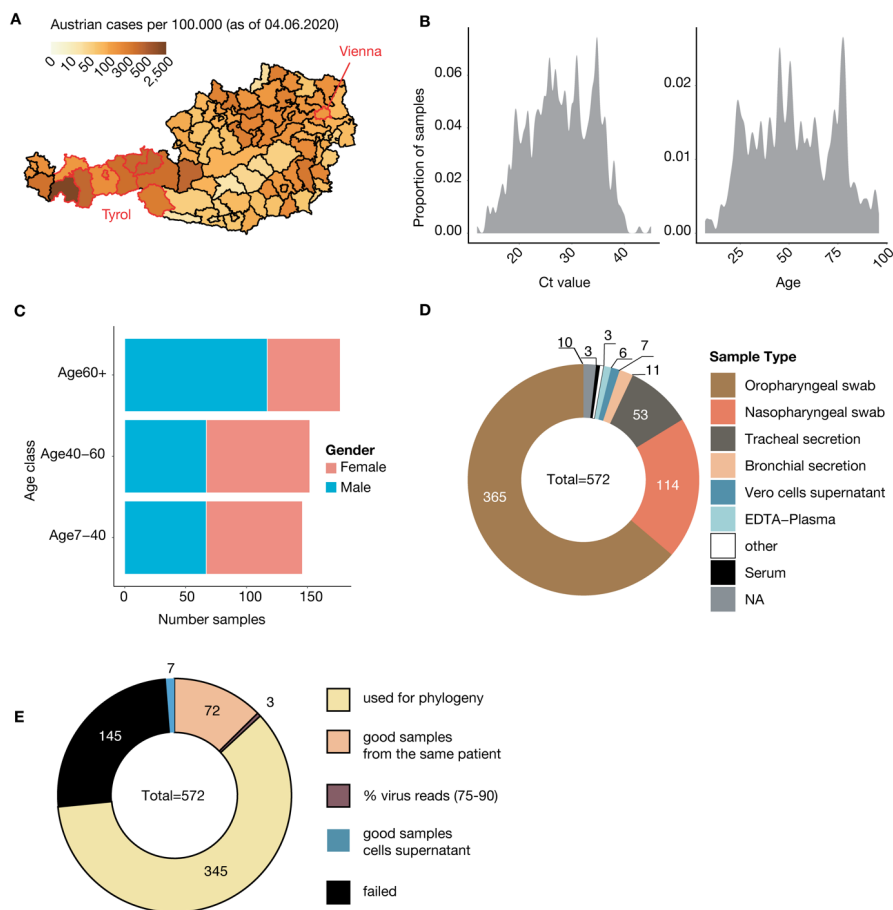 A
Austrian cases per 100.000 (as of 04.06.2020)
0 10 50 100 300 500 2,500
Vienna
Tyrol
B
Proportion of samples
0.06
0.04
0.02
0.00
20 30 40
Ct value
0.02
0.01
0.00
25 50 75 100
Age
C
Age class
Age60+
Age40–60
Age7–40
0 50 100 150
Number samples
Gender
Female
Male
D
10 3 3 6 7 11
53
114
365
Total=572
Sample Type
Oropharyngeal swab
Nasopharyngeal swab
Tracheal secretion
Bronchial secretion
Vero cells supernatant
EDTA–Plasma
other
Serum
NA
E
7
72
3
145
Total=572
345
used for phylogeny
good samples
from the same patient
% virus reads (75-90)
good samples
cells supernatant
failed